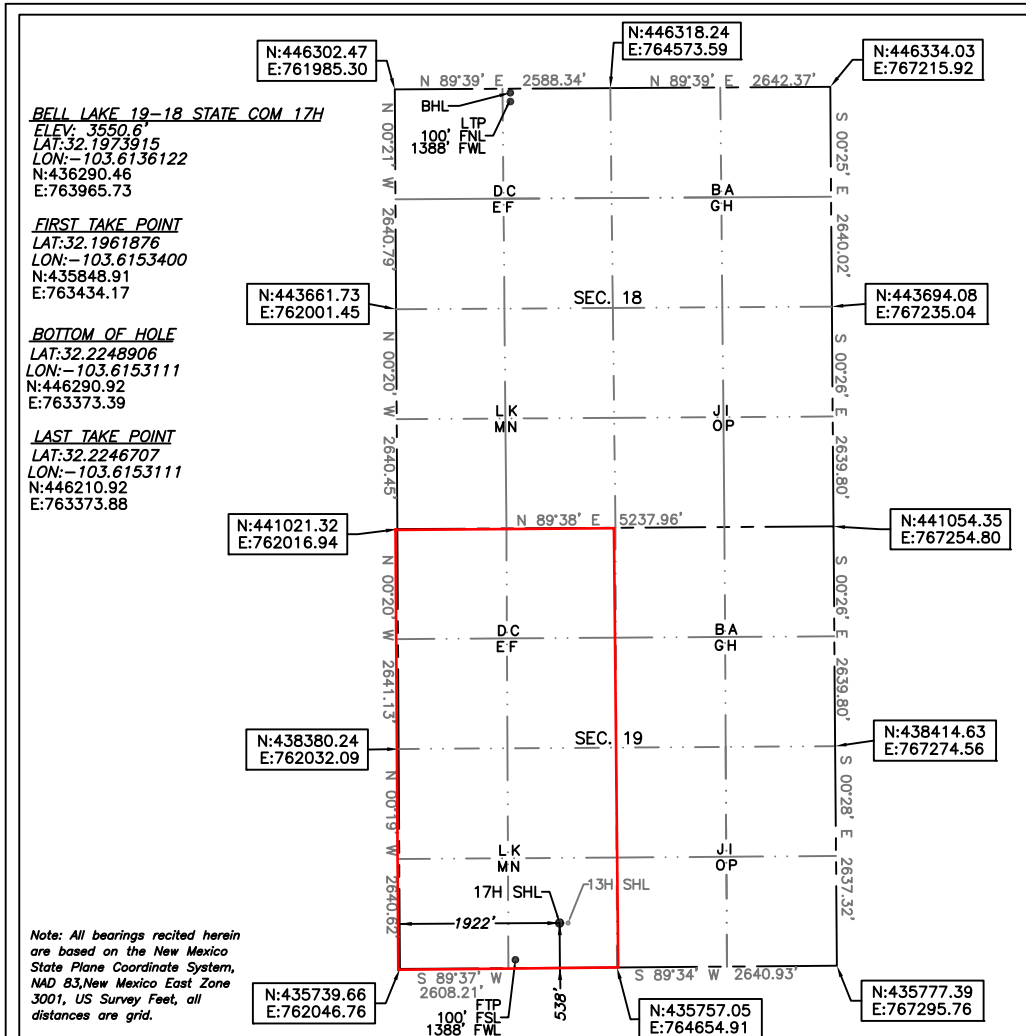 N:446302.47
E:761985.30
N:446318.24
E:764573.59
N:446334.03
E:767215.92
N 89°39' E 2588.34'
N 89°39' E 2642.37'
BELL LAKE 19-18 STATE COM 17H
ELEV: 3550.6'
LAT:32.1973915
LON:-103.6136122
N:436290.46
E:763965.73
FIRST TAKE POINT
LAT:32.1961876
LON:-103.6153400
N:435848.91
E:763434.17
BOTTOM OF HOLE
LAT:32.2248906
LON:-103.6153111
N:446290.92
E:763373.39
LAST TAKE POINT
LAT:32.2246707
LON:-103.6153111
N:446210.92
E:763373.88
BHL
LTP
100' FNL
1388' FWL
N 00°21' W 2640.79'
S 00°25' E 2640.02'
D C
E F
B A
G H
N:443661.73
E:762001.45
SEC. 18
N:443694.08
E:767235.04
N 00°20' W 2640.45'
S 00°26' E 2639.80'
L K
M N
J I
O P
N:441021.32
E:762016.94
N 89°38' E 5237.96'
N:441054.35
E:767254.80
N 00°20' W 2641.13'
S 00°26' E 2639.80'
D C
E F
B A
G H
N:438380.24
E:762032.09
SEC. 19
N:438414.63
E:767274.56
N 00°19' W 2640.62'
S 00°28' E 2637.32'
L K
M N
J I
O P
17H SHL
13H SHL
1922'
538'
Note: All bearings recited herein
are based on the New Mexico
State Plane Coordinate System,
NAD 83,New Mexico East Zone
3001, US Survey Feet, all
distances are grid.
S 89°37' W
2608.21'
S 89°34' W 2640.93'
N:435739.66
E:762046.76
FTP
100' FSL
1388' FWL
N:435757.05
E:764654.91
N:435777.39
E:767295.76